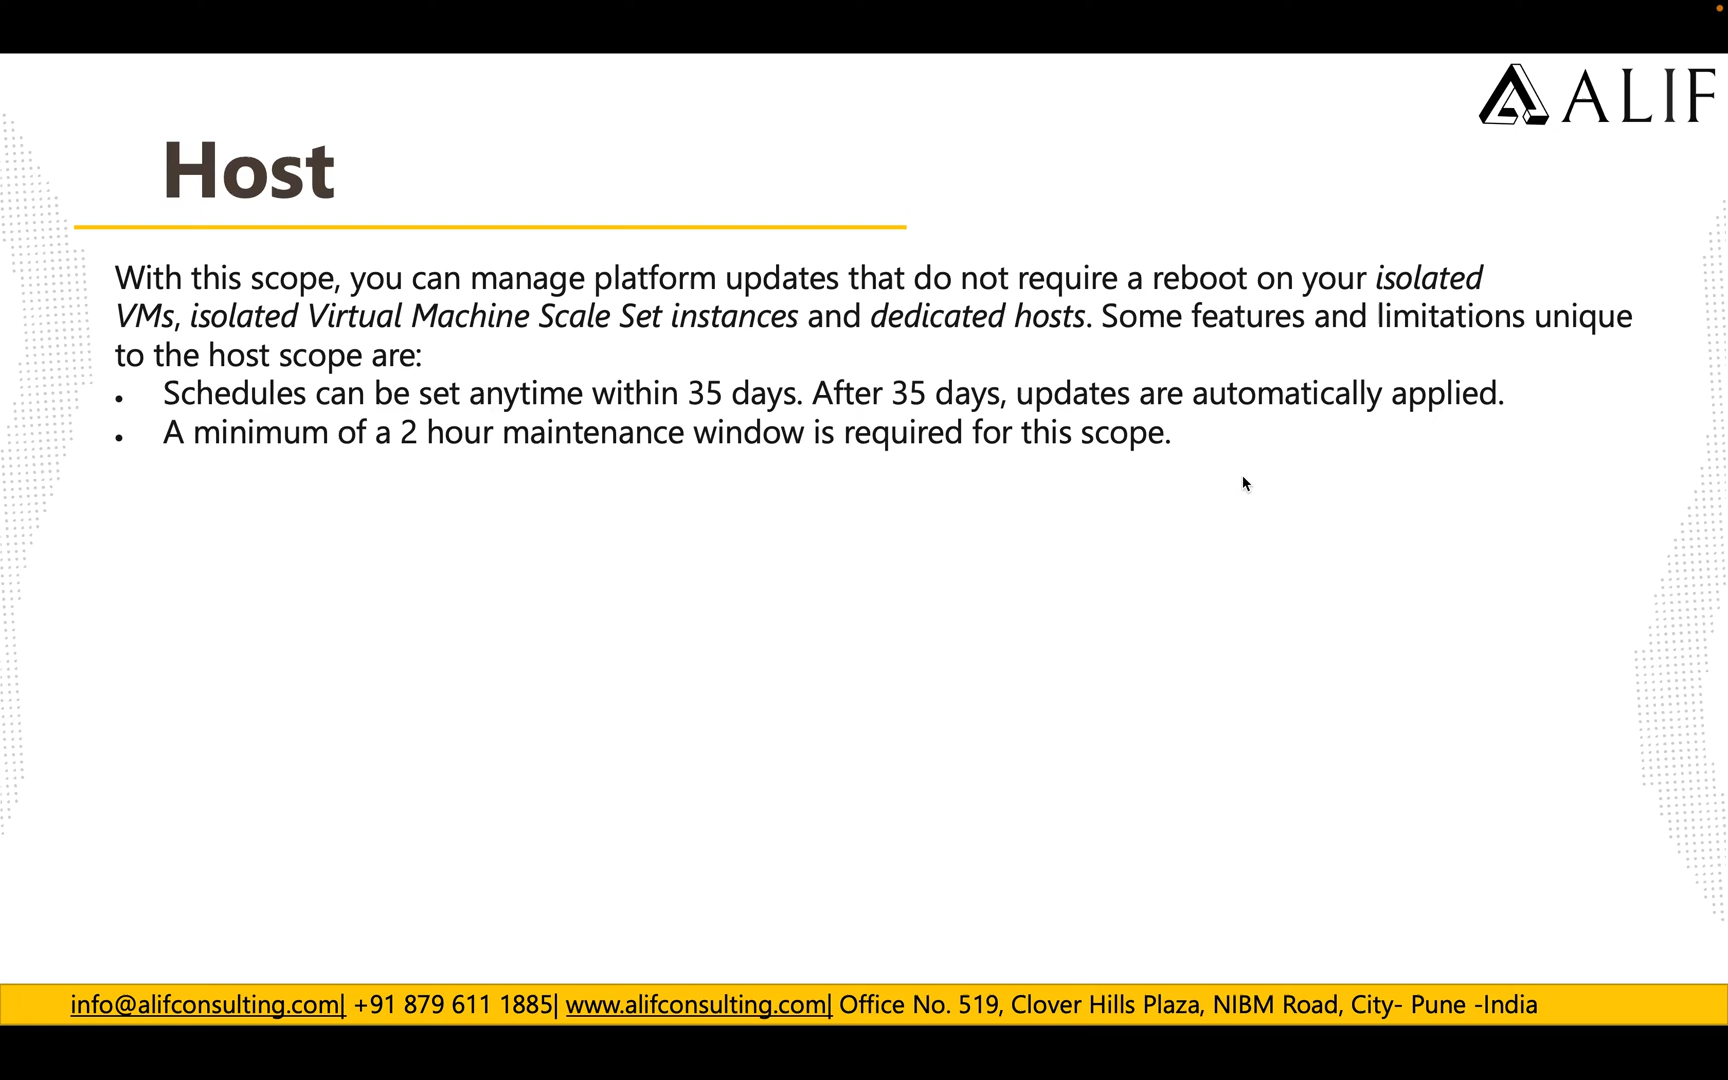 ALIF
Host
With this scope, you can manage platform updates that do not require a reboot on your isolated
VMs, isolated Virtual Machine Scale Set instances and dedicated hosts. Some features and limitations unique
to the host scope are:
• Schedules can be set anytime within 35 days. After 35 days, updates are automatically applied.
• A minimum of a 2 hour maintenance window is required for this scope.
info@alifconsulting.com| +91 879 611 1885| www.alifconsulting.com| Office No. 519, Clover Hills Plaza, NIBM Road, City- Pune -India